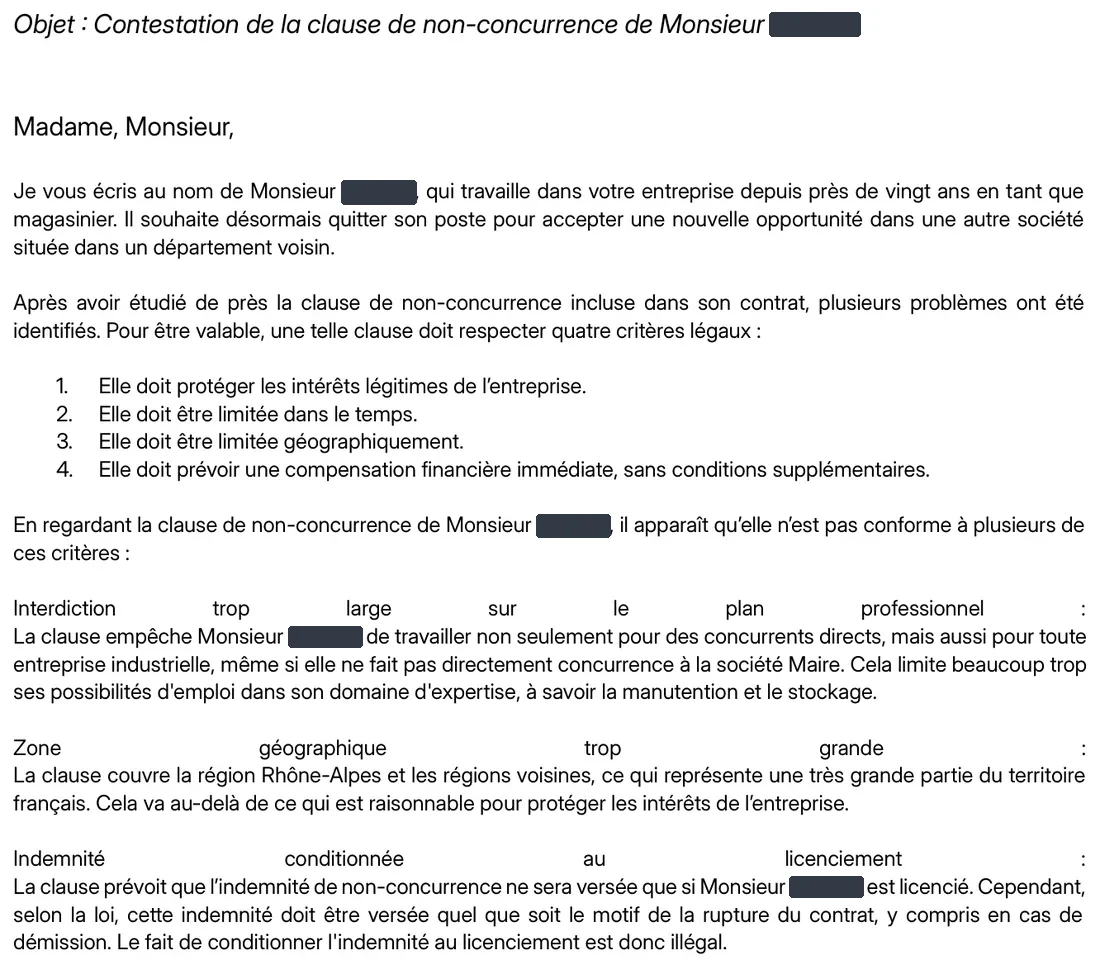 Objet : Contestation de la clause de non-concurrence de Monsieur
Madame, Monsieur,
Je vous écris au nom de Monsieur , qui travaille dans votre entreprise depuis près de vingt ans en tant que
magasinier. Il souhaite désormais quitter son poste pour accepter une nouvelle opportunité dans une autre société
située dans un département voisin.
Après avoir étudié de près la clause de non-concurrence incluse dans son contrat, plusieurs problèmes ont été
identifiés. Pour être valable, une telle clause doit respecter quatre critères légaux :
1. Elle doit protéger les intérêts légitimes de l’entreprise.
2. Elle doit être limitée dans le temps.
3. Elle doit être limitée géographiquement.
4. Elle doit prévoir une compensation financière immédiate, sans conditions supplémentaires.
En regardant la clause de non-concurrence de Monsieur , il apparaît qu’elle n’est pas conforme à plusieurs de
ces critères :
Interdiction trop large sur le plan professionnel :
La clause empêche Monsieur de travailler non seulement pour des concurrents directs, mais aussi pour toute
entreprise industrielle, même si elle ne fait pas directement concurrence à la société Maire. Cela limite beaucoup trop
ses possibilités d'emploi dans son domaine d'expertise, à savoir la manutention et le stockage.
Zone géographique trop grande :
La clause couvre la région Rhône-Alpes et les régions voisines, ce qui représente une très grande partie du territoire
français. Cela va au-delà de ce qui est raisonnable pour protéger les intérêts de l’entreprise.
Indemnité conditionnée au licenciement :
La clause prévoit que l’indemnité de non-concurrence ne sera versée que si Monsieur est licencié. Cependant,
selon la loi, cette indemnité doit être versée quel que soit le motif de la rupture du contrat, y compris en cas de
démission. Le fait de conditionner l'indemnité au licenciement est donc illégal.